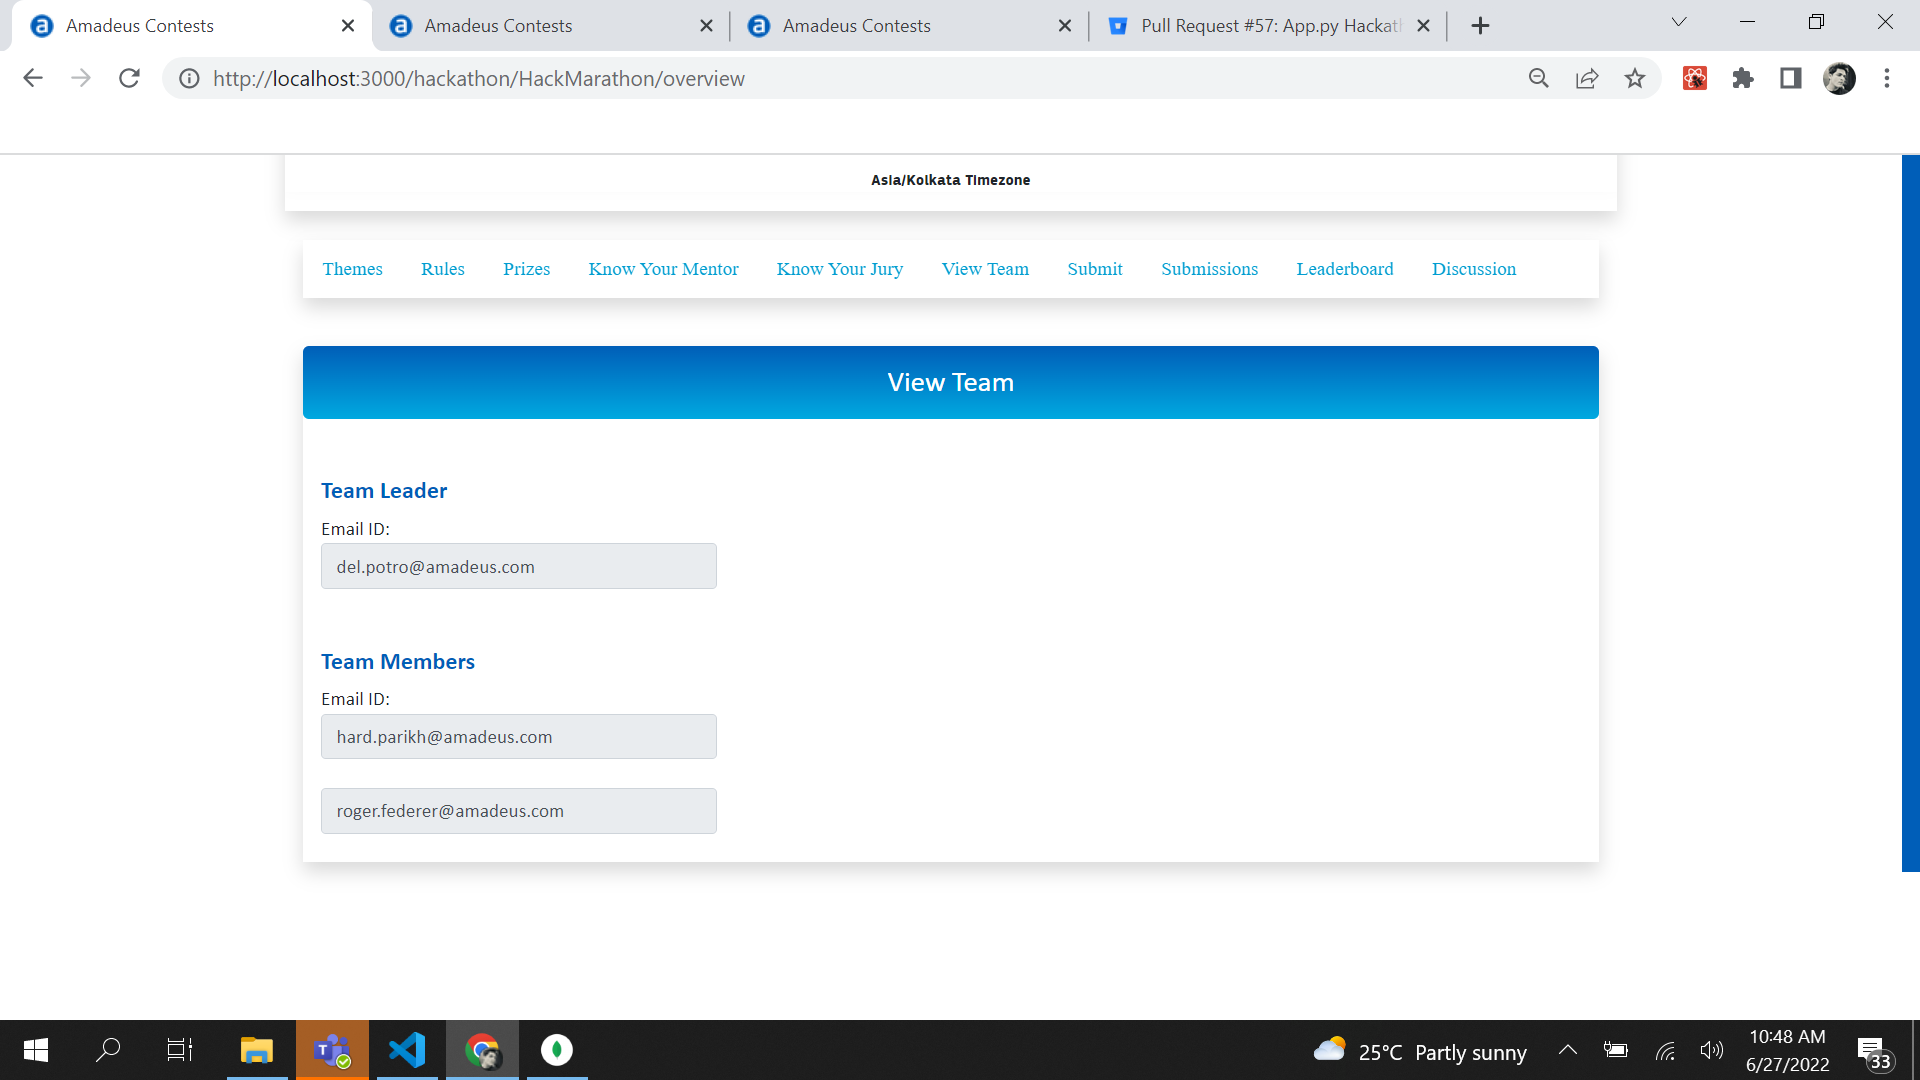 Amadeus Contests
Amadeus Contests
Amadeus Contests
Pull Request #57: App.py Hackath
http://localhost:3000/hackathon/HackMarathon/overview
Asia/Kolkata Timezone
Themes Rules Prizes Know Your Mentor Know Your Jury View Team Submit Submissions Leaderboard Discussion
View Team
Team Leader
Email ID:
del.potro@amadeus.com
Team Members
Email ID:
hard.parikh@amadeus.com
roger.federer@amadeus.com
25°C Partly sunny
10:48 AM
6/27/2022
33